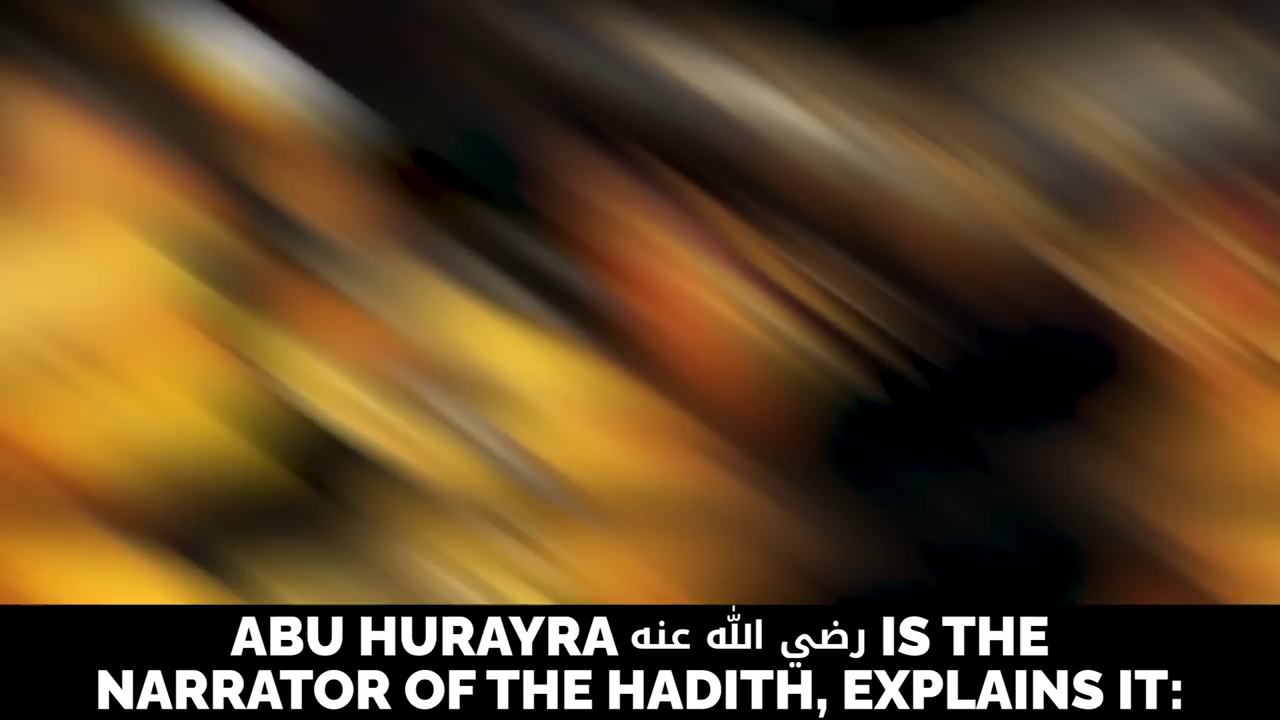 ABU HURAYRA رضي الله عنه IS THE
NARRATOR OF THE HADITH, EXPLAINS IT: